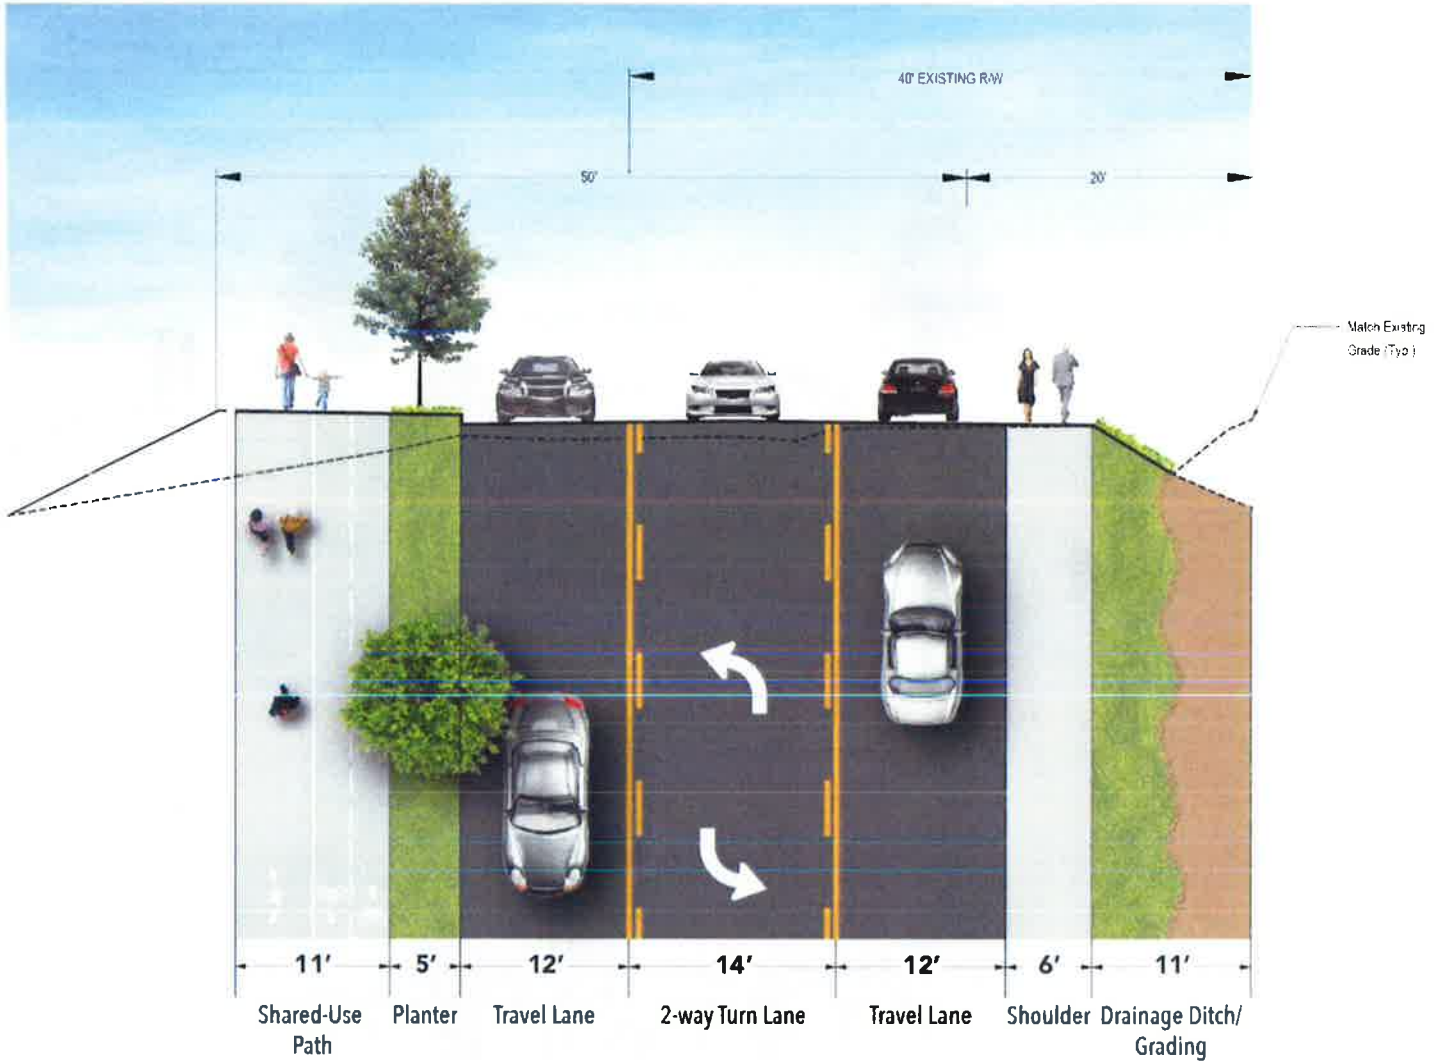 40' EXISTING R/W
50'
20'
Match Existing
Grade (Typ.)
11'
5'
12'
14'
12'
6'
11'
Shared-Use
Path
Planter
Travel Lane
2-way Turn Lane
Travel Lane
Shoulder
Drainage Ditch/
Grading